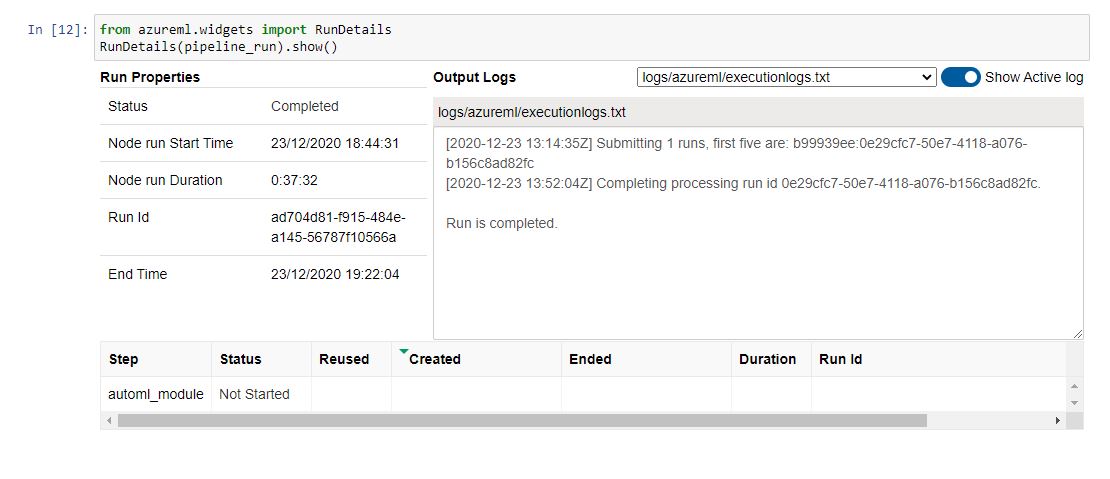 In [12]: from azureml.widgets import RunDetails
RunDetails(pipeline_run).show()
Run Properties
Status Completed
Node run Start Time 23/12/2020 18:44:31
Node run Duration 0:37:32
Run Id ad704d81-f915-484e-
a145-56787f10566a
End Time 23/12/2020 19:22:04
Output Logs logs/azureml/executionlogs.txt Show Active log
logs/azureml/executionlogs.txt
[2020-12-23 13:14:35Z] Submitting 1 runs, first five are: b99939ee:0e29cfc7-50e7-4118-a076-
b156c8ad82fc
[2020-12-23 13:52:04Z] Completing processing run id 0e29cfc7-50e7-4118-a076-b156c8ad82fc.
Run is completed.
Step Status Reused Created Ended Duration Run Id
automl_module Not Started